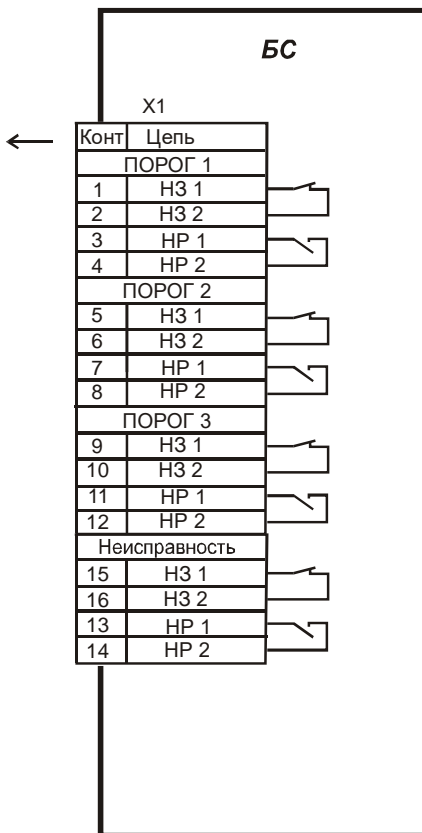 БС
X1
Конт Цепь
ПОРОГ 1
1 НЗ 1
2 НЗ 2
3 НР 1
4 НР 2
ПОРОГ 2
5 НЗ 1
6 НЗ 2
7 НР 1
8 НР 2
ПОРОГ 3
9 НЗ 1
10 НЗ 2
11 НР 1
12 НР 2
Неисправность
15 НЗ 1
16 НЗ 2
13 НР 1
14 НР 2